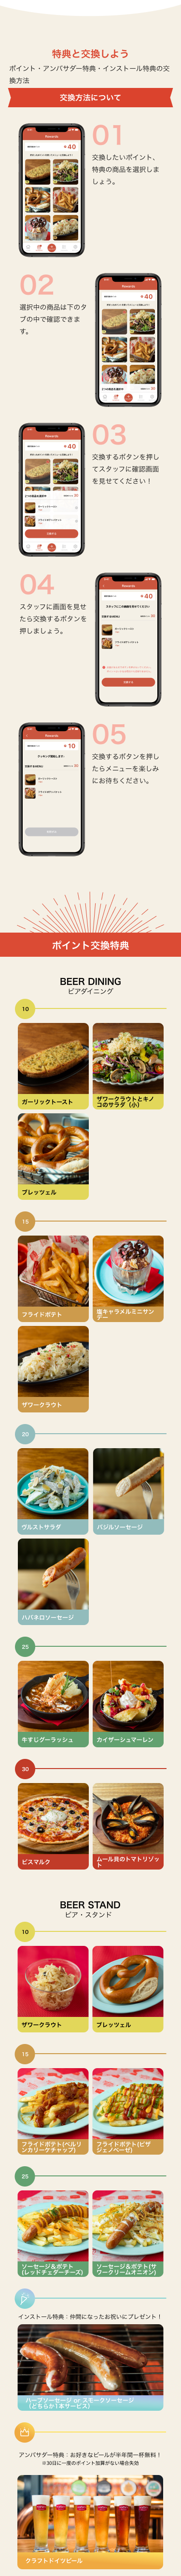 特典と交換しよう
ポイント・アンバサダー特典・インストール特典の交
換方法
交換方法について
01
交換したいポイント、
特典の商品を選択しま
しょう。
02
選択中の商品は下のタ
ブの中で確認できま
す。
03
交換するボタンを押し
てスタッフに確認画面
を見せてください！
04
スタッフに画面を見せ
たら交換するボタンを
押しましょう。
05
交換するボタンを押し
たらメニューを楽しみ
にお待ちください。
ポイント交換特典
BEER DINING
ビアダイニング
10
ガーリックトースト
ザワークラウトとキノ
コのサラダ（小）
プレッツェル
15
フライドポテト
塩キャラメルミニサン
デー
ザワークラウト
20
ヴルストサラダ
バジルソーセージ
ハバネロソーセージ
25
牛すじグーラッシュ
カイザーシュマーレン
30
ビスマルク
ムール貝のトマトリゾッ
ト
BEER STAND
ビア・スタンド
10
ザワークラウト
プレッツェル
15
フライドポテト(ベルリ
ンカリーケチャップ)
フライドポテト(ピザ
ジェノベーゼ)
25
ソーセージ＆ポテト
(レッドチェダーチーズ)
ソーセージ＆ポテト(サ
ワークリームオニオン)
インストール特典：仲間になったお祝いにプレゼント！
ハーブソーセージ or スモークソーセージ
（どちらか１本サービス）
アンバサダー特典：お好きなビールが半年間一杯無料！
※30日に一度のポイント加算がない場合失効
クラフトドイツビール